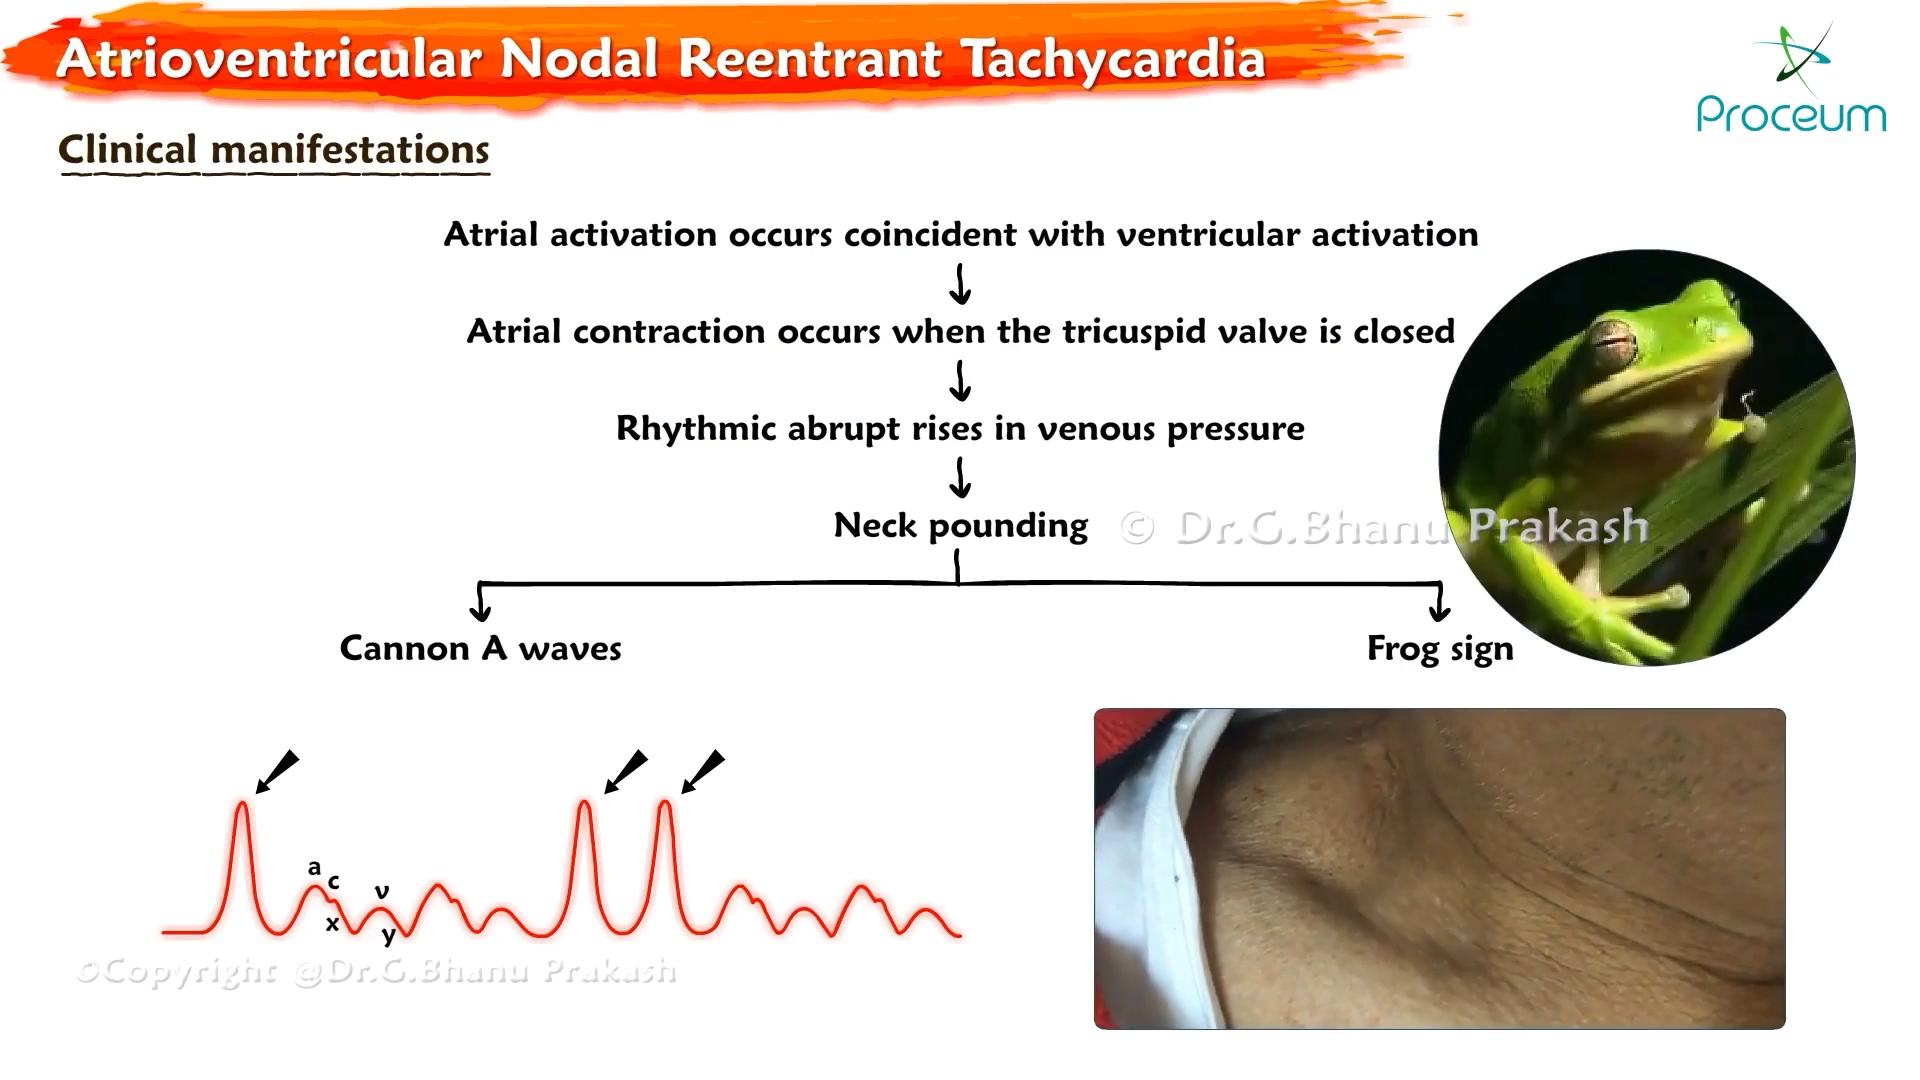 Atrioventricular Nodal Reentrant Tachycardia
Proceum
Clinical manifestations
Atrial activation occurs coincident with ventricular activation
Atrial contraction occurs when the tricuspid valve is closed
Rhythmic abrupt rises in venous pressure
Neck pounding
© Dr.G.Bhanu Prakash
Cannon A waves
Frog sign
a
c
v
x
y
©Copyright @Dr.G.Bhanu Prakash